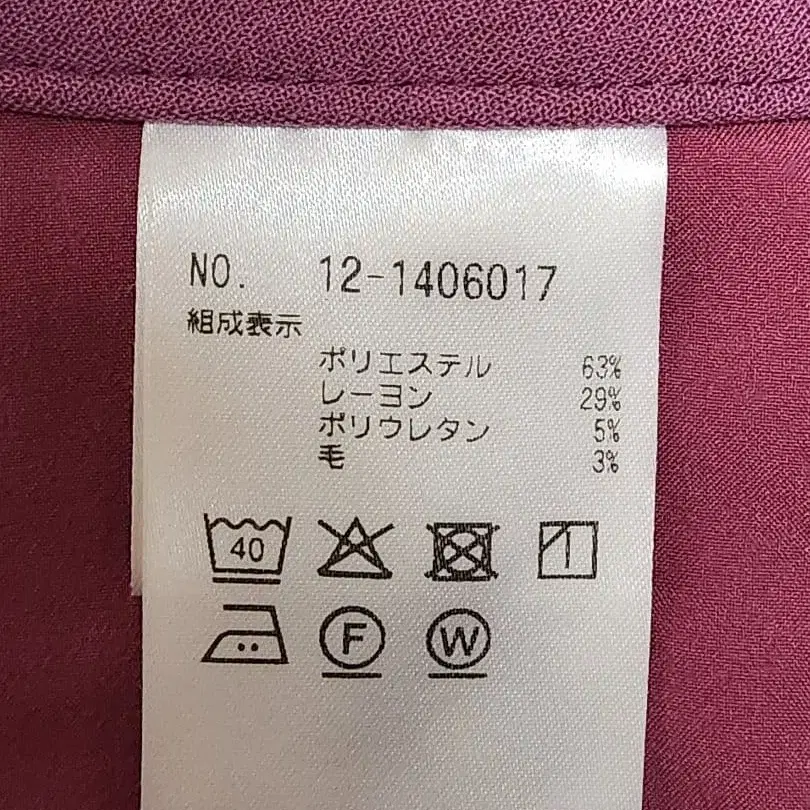 NO. 12-1406017
組成表示
ポリエステル 63%
レーヨン 29%
ポリウレタン 5%
毛 3%
40
F W